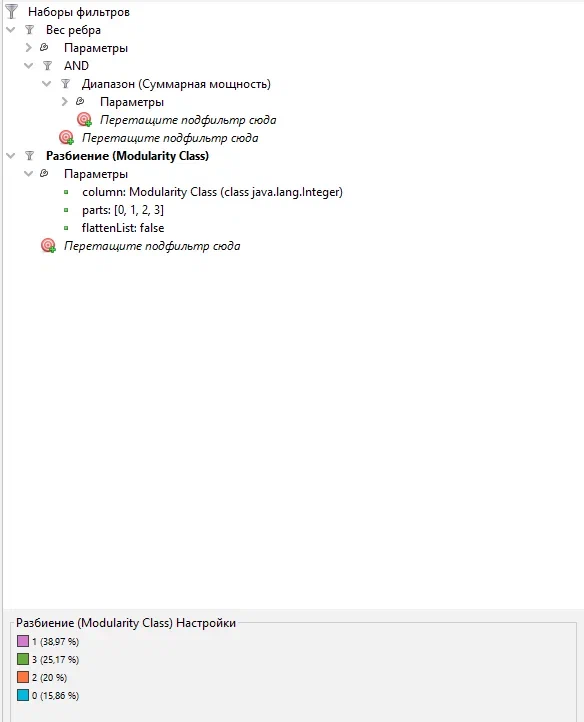 Наборы фильтров
Вес ребра
Параметры
AND
Диапазон (Суммарная мощность)
Параметры
Перетащите подфильтр сюда
Перетащите подфильтр сюда
Разбиение (Modularity Class)
Параметры
column: Modularity Class (class java.lang.Integer)
parts: [0, 1, 2, 3]
flattenList: false
Перетащите подфильтр сюда
Разбиение (Modularity Class) Настройки
1 (38,97 %)
3 (25,17 %)
2 (20 %)
0 (15,86 %)